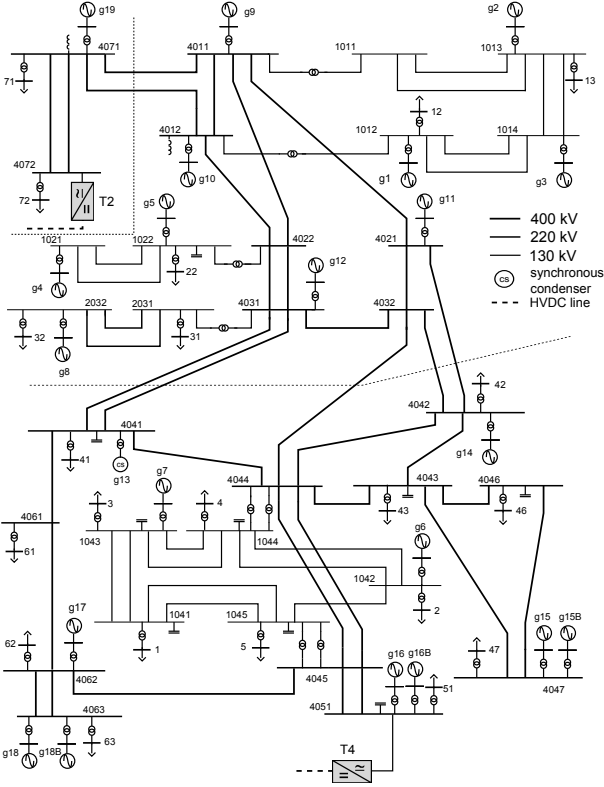 g19
g9
g2
4071
4011
1011
1013
71
13
12
4012
1012
1014
4072
g10
g1
g3
72
T2
g5
g11
400 kV
220 kV
130 kV
1021
1022
4022
4021
g12
g4
22
CS
synchronous
condenser
HVDC line
2032
2031
4031
4032
32
g8
31
42
4042
4041
41
CS
g13
g14
g7
4044
4043
4046
3
4
43
46
g6
1043
1044
4061
61
1042
2
g17
1041
1045
g15
g15B
62
1
5
g16
g16B
47
4062
4045
51
4047
4051
4063
g18
g18B
63
T4